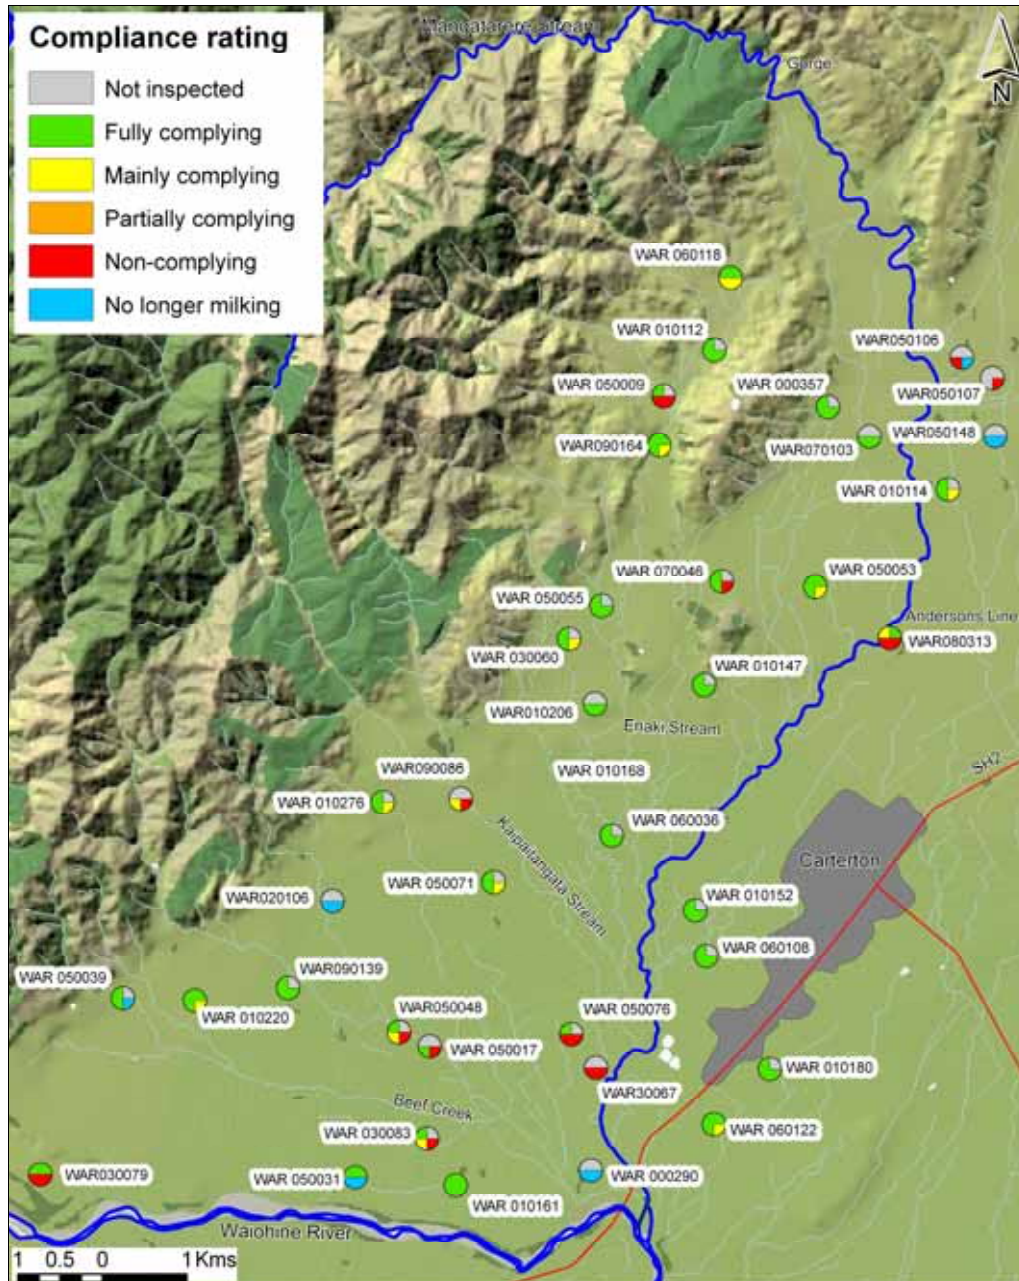 Compliance rating
Not inspected
Fully complying
Mainly complying
Partially complying
Non-complying
No longer milking
Mangatarere Stream
Gorge
N
WAR 060118
WAR 010112
WAR050106
WAR 050009
WAR 000357
WAR050107
WAR090164
WAR070103
WAR050148
WAR 010114
WAR 070046
WAR 050053
WAR 050055
Andersons Line
WAR080313
WAR 030060
WAR 010147
WAR010206
Enaki Stream
WAR090086
WAR 010168
SH2
WAR 010276
WAR 060036
Kaipaitangata Stream
Carterton
WAR 050071
WAR020106
WAR 010152
WAR 060108
WAR 050039
WAR090139
WAR 010220
WAR050048
WAR 050076
WAR 050017
WAR 010180
WAR30067
Beef Creek
WAR 030083
WAR 060122
WAR030079
WAR 050031
WAR 000290
WAR 010161
Waiohine River
1 0.5 0 1 Kms